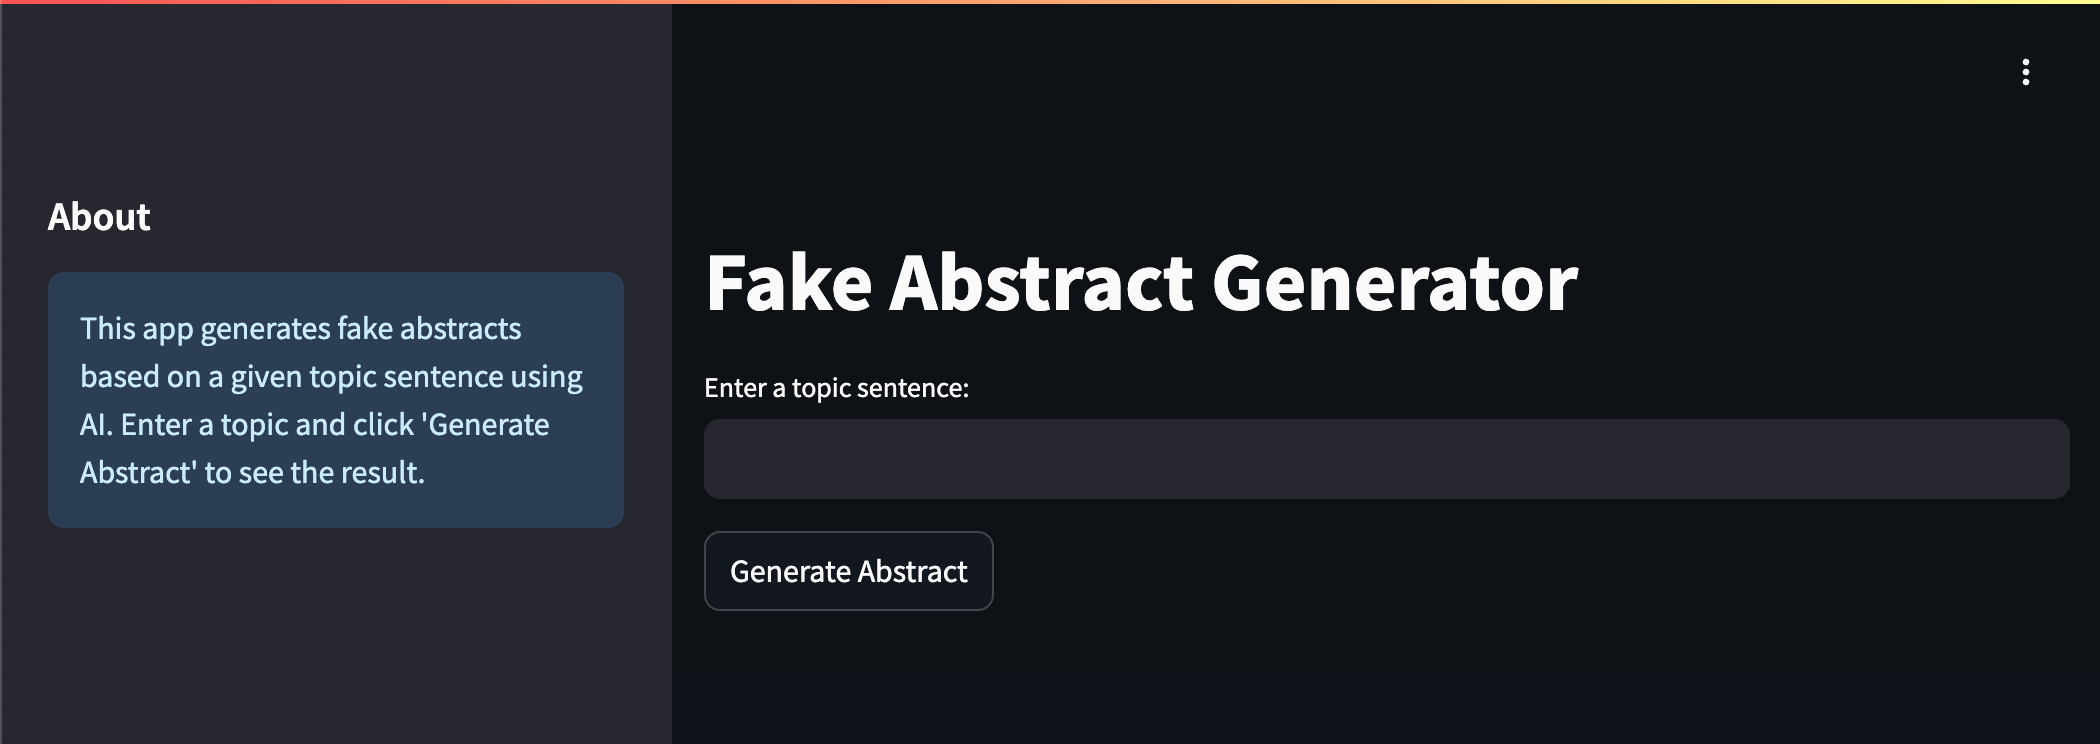 About
This app generates fake abstracts
based on a given topic sentence using
AI. Enter a topic and click 'Generate
Abstract' to see the result.
Fake Abstract Generator
Enter a topic sentence:
Generate Abstract